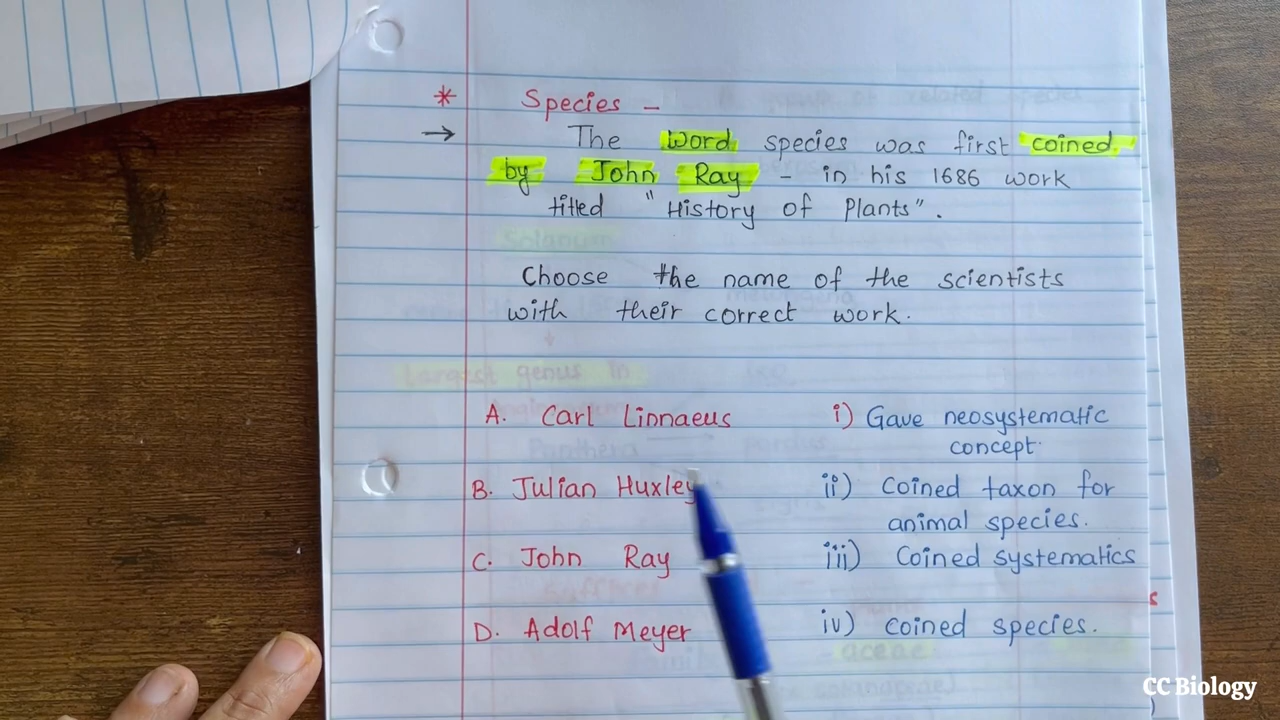 * Species -
→ The word species was first coined
by John Ray - in his 1686 work
titled "History of Plants".
Choose the name of the scientists
with their correct work.
A. Carl Linnaeus i) Gave neosystematic
concept.
B. Julian Huxley ii) Coined taxon for
animal species.
C. John Ray iii) Coined systematics
D. Adolf Meyer iv) Coined species.
CC Biology